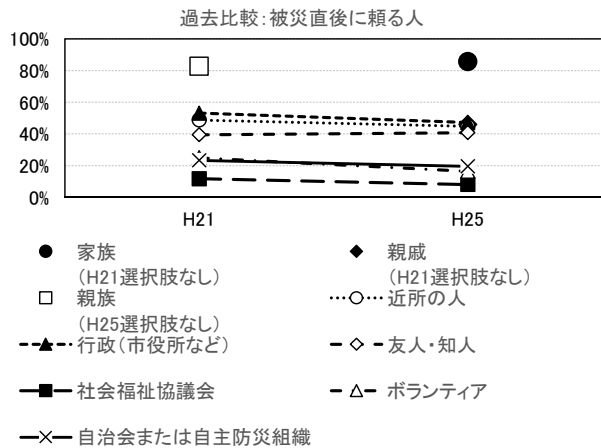 過去比較：被災直後に頼る人
100%
80%
60%
40%
20%
0%
H21
H25
家族
（H21選択肢なし）
親戚
（H21選択肢なし）
親族
（H25選択肢なし）
近所の人
行政（市役所など）
友人・知人
社会福祉協議会
ボランティア
自治会または自主防災組織